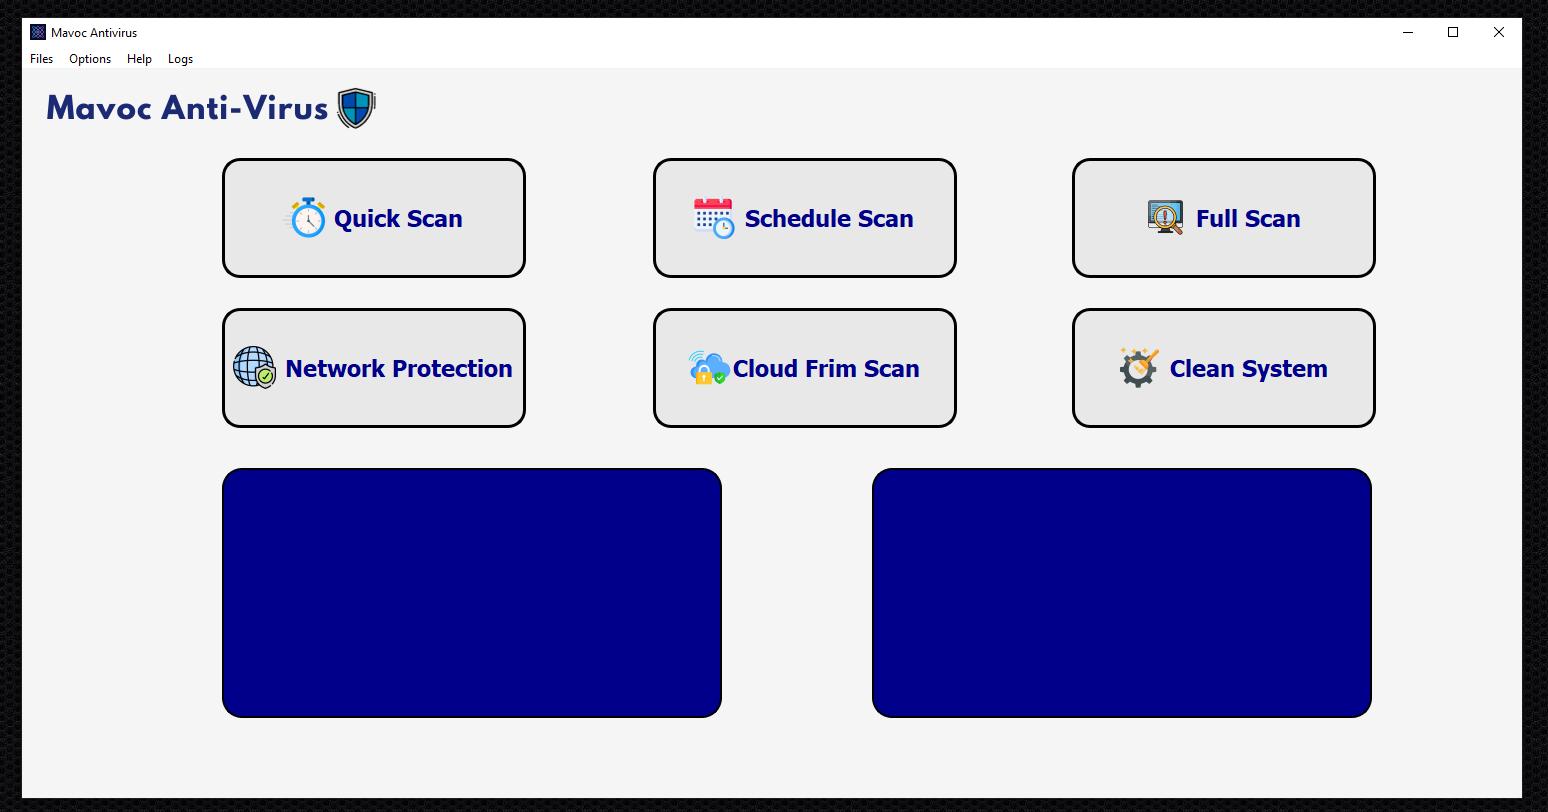 Mavoc Antivirus
Files Options Help Logs
Mavoc Anti-Virus
Quick Scan
Schedule Scan
Full Scan
Network Protection
Cloud Frim Scan
Clean System